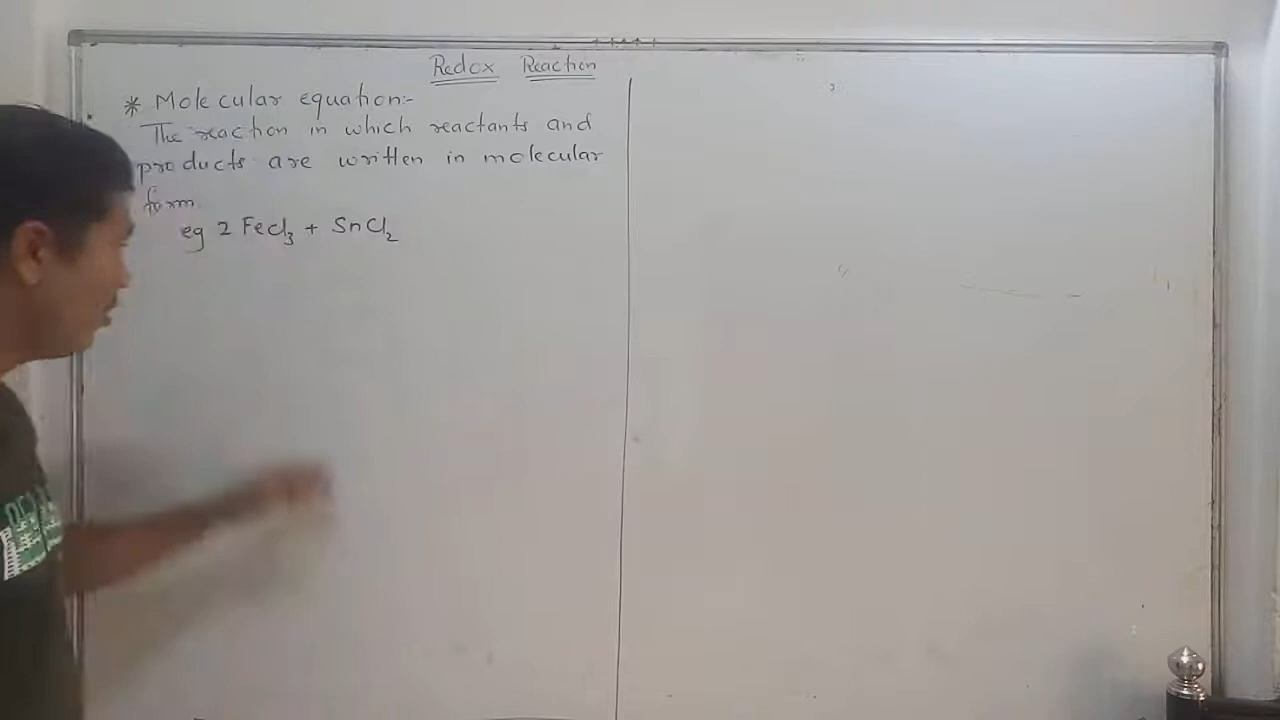 Redox Reaction
* Molecular equation:-
The reaction in which reactants and
products are written in molecular
form.
eg 2 FeCl₃ + SnCl₂